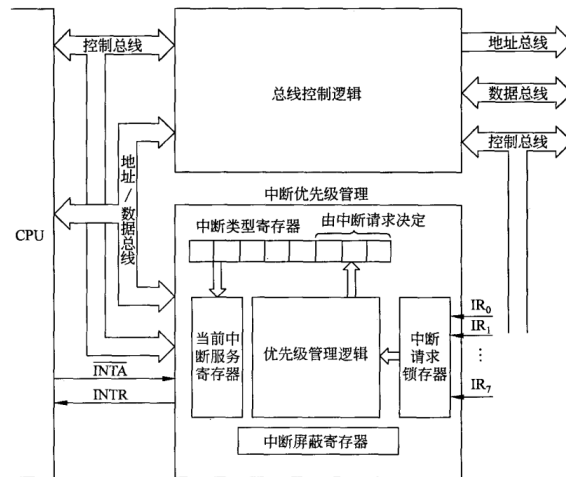 控制总线
地址总线
总线控制逻辑
数据总线
控制总线
地址/数据总线
中断优先级管理
CPU
中断类型寄存器
由中断请求决定
当前中断服务寄存器
优先级管理逻辑
中断请求锁存器
IR0
IR1
⋮
IR7
INTA
INTR
中断屏蔽寄存器